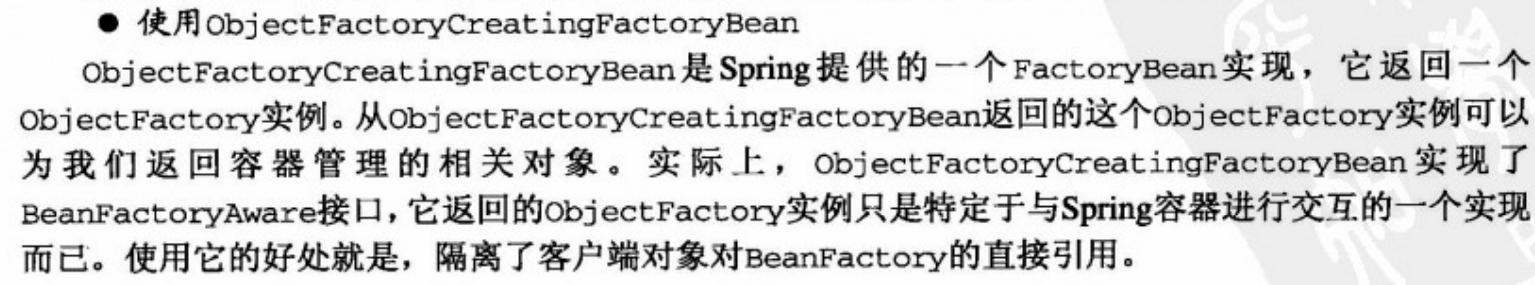 ● 使用ObjectFactoryCreatingFactoryBean
ObjectFactoryCreatingFactoryBean是Spring提供的一个FactoryBean实现，它返回一个
ObjectFactory实例。从ObjectFactoryCreatingFactoryBean返回的这个ObjectFactory实例可以
为我们返回容器管理的相关对象。实际上，ObjectFactoryCreatingFactoryBean实现了
BeanFactoryAware接口，它返回的ObjectFactory实例只是特定于与Spring容器进行交互的一个实现
而已。使用它的好处就是，隔离了客户端对象对BeanFactory的直接引用。